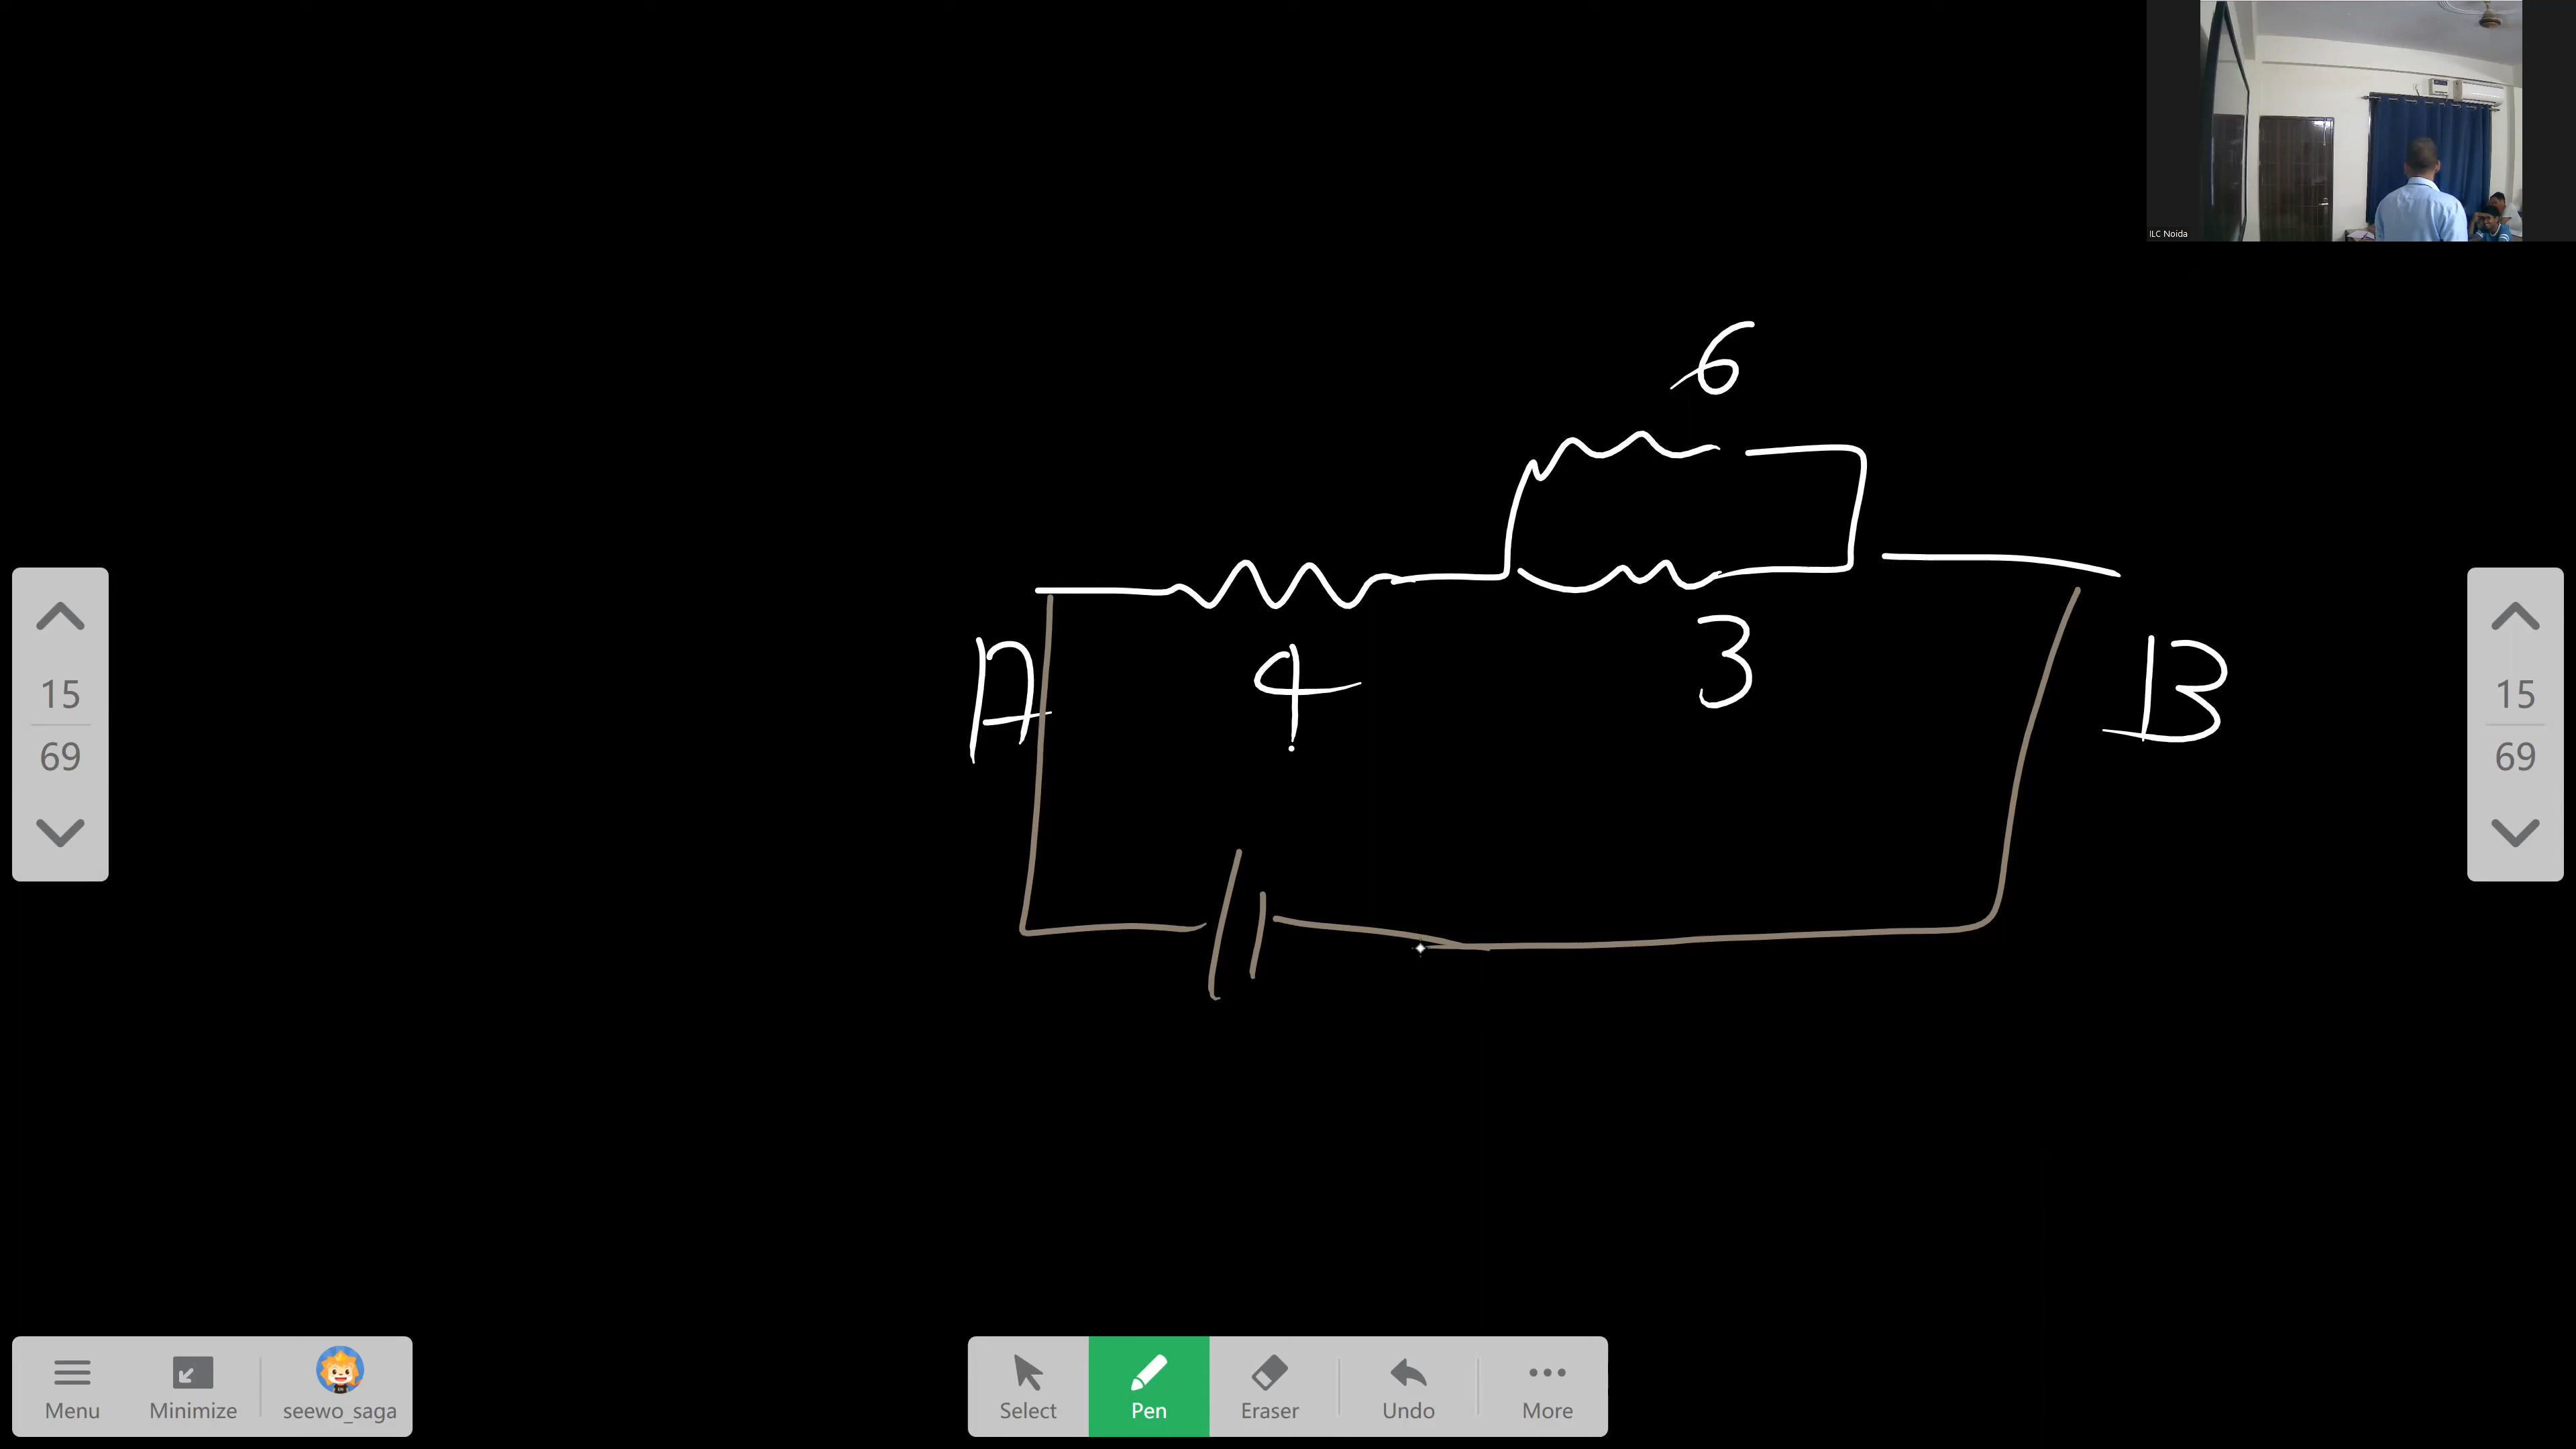 ILC Noida
6
A
4
3
B
15
69
15
69
Menu
Minimize
seewo_saga
Select
Pen
Eraser
Undo
More